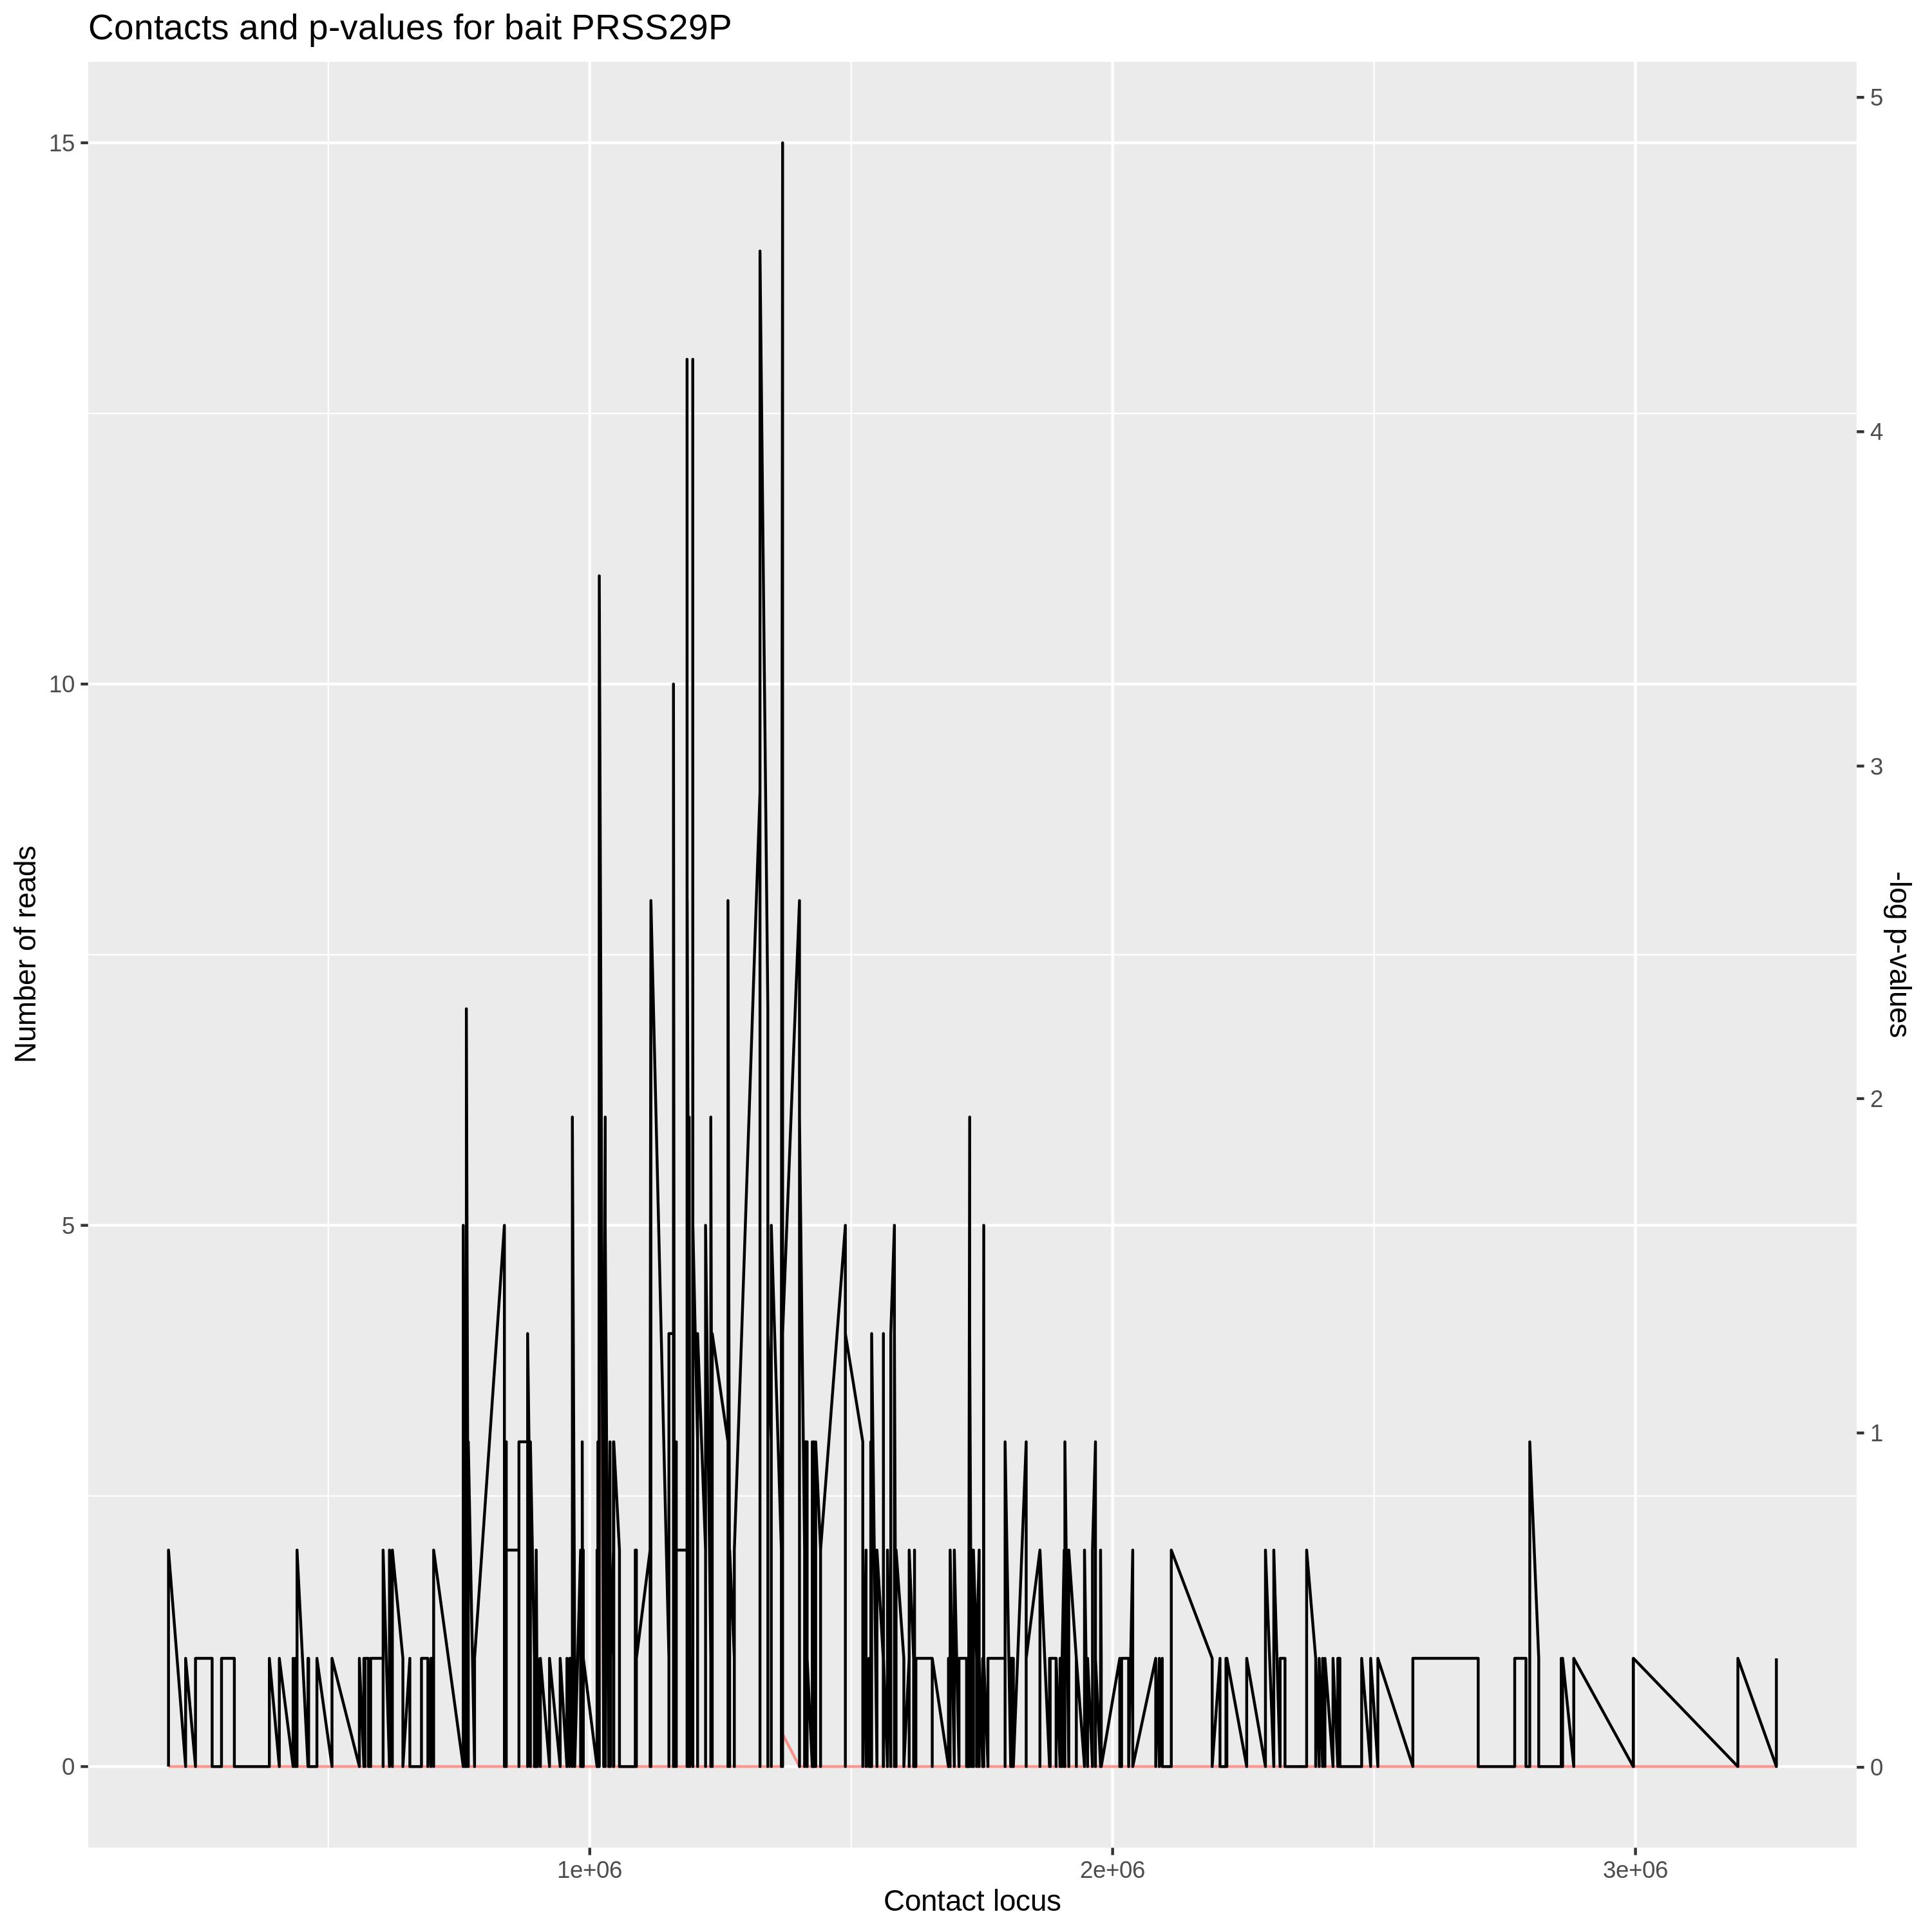 Contacts and p-values for bait PRSS29P
15
10
5
0
Number of reads
5
4
3
2
1
0
-log p-values
1e+06 2e+06 3e+06
Contact locus